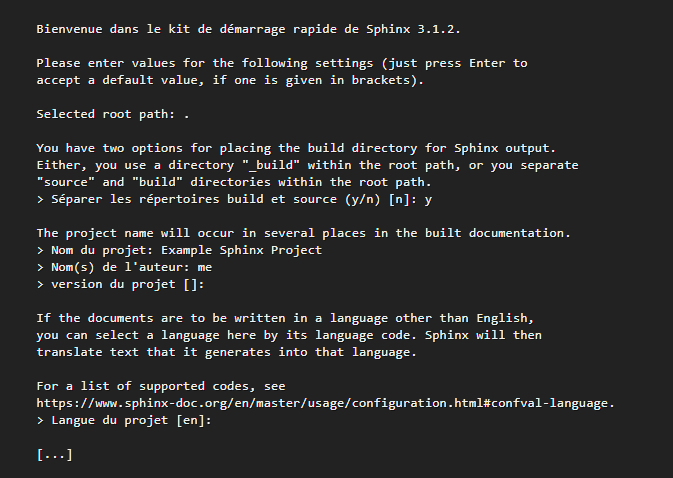 Bienvenue dans le kit de démarrage rapide de Sphinx 3.1.2.
Please enter values for the following settings (just press Enter to
accept a default value, if one is given in brackets).
Selected root path: .
You have two options for placing the build directory for Sphinx output.
Either, you use a directory "_build" within the root path, or you separate
"source" and "build" directories within the root path.
> Séparer les répertoires build et source (y/n) [n]: y
The project name will occur in several places in the built documentation.
> Nom du projet: Example Sphinx Project
> Nom(s) de l'auteur: me
> version du projet []:
If the documents are to be written in a language other than English,
you can select a language here by its language code. Sphinx will then
translate text that it generates into that language.
For a list of supported codes, see
https://www.sphinx-doc.org/en/master/usage/configuration.html#confval-language.
> Langue du projet [en]:
[...]